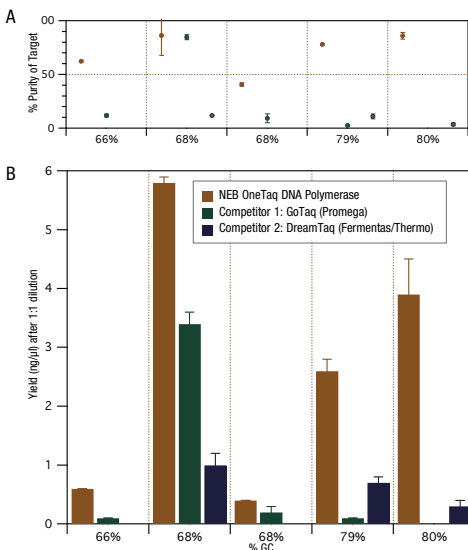 A
% Purity of Target
00
50
0
66%
68%
68%
79%
80%
B
Yield (ng/µl) after 1:1 dilution
6
5
4
3
2
1
0
NEB OneTaq DNA Polymerase
Competitor 1: GoTaq (Promega)
Competitor 2: DreamTaq (Fermentas/Thermo)
66%
68%
68%
79%
80%
% GC